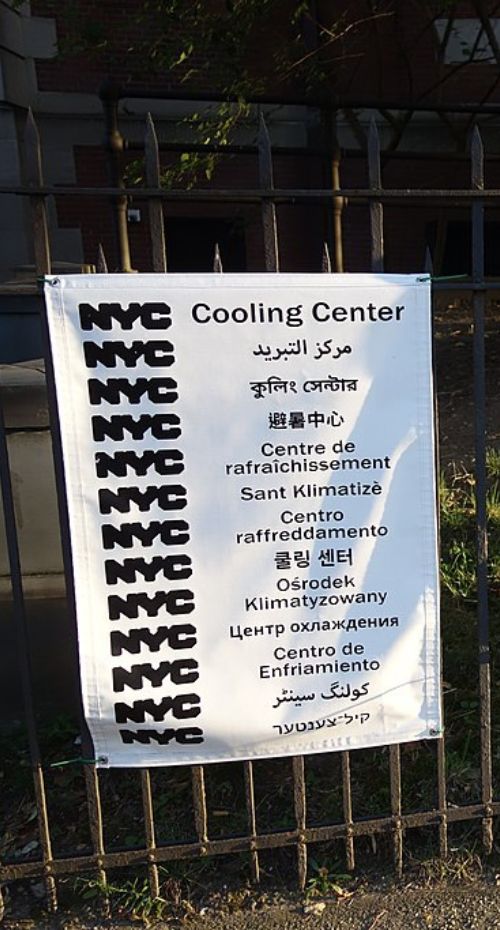 NYC Cooling Center
NYC مركز التبريد
NYC কুলিং সেন্টার
NYC 避暑中心
NYC Centre de
rafraîchissement
NYC Sant Klimatizè
NYC Centro
raffreddamento
NYC 쿨링 센터
NYC Ośrodek
Klimatyzowany
NYC Центр охлаждения
NYC Centro de
Enfriamiento
NYC کولنگ سینٹر
NYC קיל־צענטער